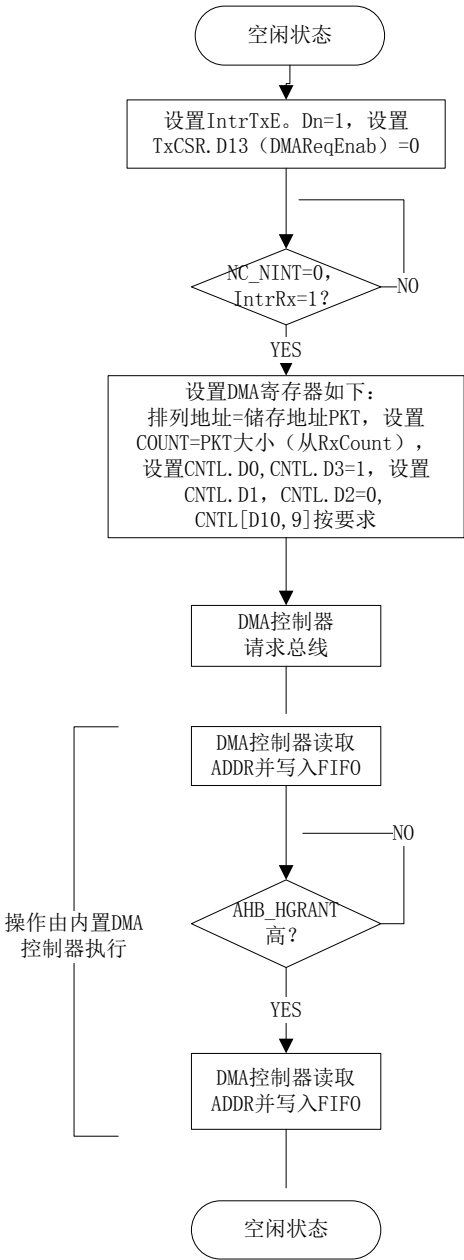 空闲状态
设置IntrTxE。Dn=1，设置
TxCSR.D13（DMAReqEnab）=0
NC_NINT=0，
IntrRx=1？
NO
YES
设置DMA寄存器如下：
排列地址=储存地址PKT，设置
COUNT=PKT大小（从RxCount），
设置CNTL.D0,CNTL.D3=1，设置
CNTL.D1，CNTL.D2=0,
CNTL[D10,9]按要求
DMA控制器
请求总线
DMA控制器读取
ADDR并写入FIFO
NO
AHB_HGRANT
高？
操作由内置DMA
控制器执行
YES
DMA控制器读取
ADDR并写入FIFO
空闲状态